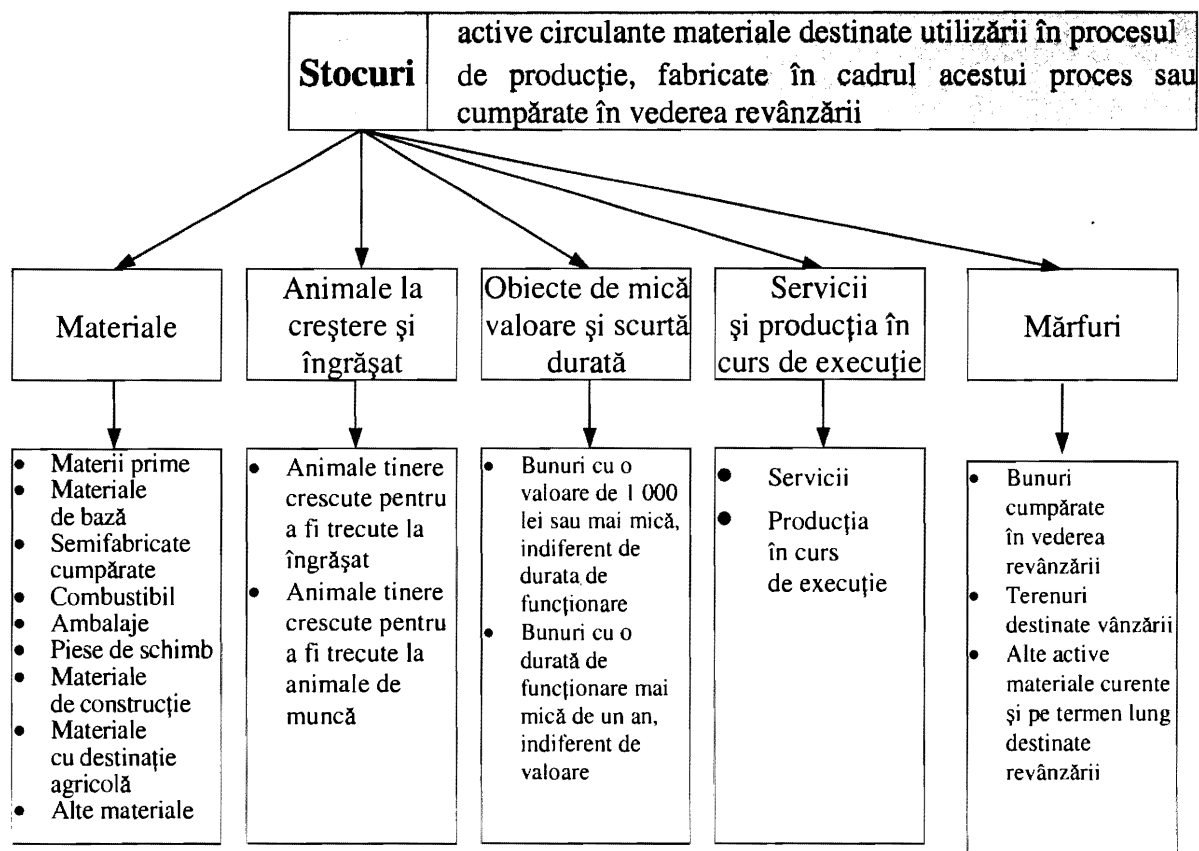 Stocuri
active circulante materiale destinate utilizării în procesul
de producţie, fabricate în cadrul acestui proces sau
cumpărate în vederea revânzării
Materiale
Animale la
creştere şi
îngrăşat
Obiecte de mică
valoare şi scurtă
durată
Servicii
şi producţia în
curs de execuţie
Mărfuri
• Materii prime
• Materiale
de bază
• Semifabricate
cumpărate
• Combustibil
• Ambalaje
• Piese de schimb
• Materiale
de construcţie
• Materiale
cu destinaţie
agricolă
• Alte materiale
• Animale tinere
crescute pentru
a fi trecute la
îngrăşat
• Animale tinere
crescute pentru
a fi trecute la
animale de
muncă
• Bunuri cu o
valoare de 1 000
lei sau mai mică,
indiferent de
durata de
funcţionare
• Bunuri cu o
durată de
funcţionare mai
mică de un an,
indiferent de
valoare
• Servicii
• Producţia
în curs
de execuţie
• Bunuri
cumpărate
în vederea
revânzării
• Terenuri
destinate vânzării
• Alte active
materiale curente
şi pe termen lung
destinate
revânzării